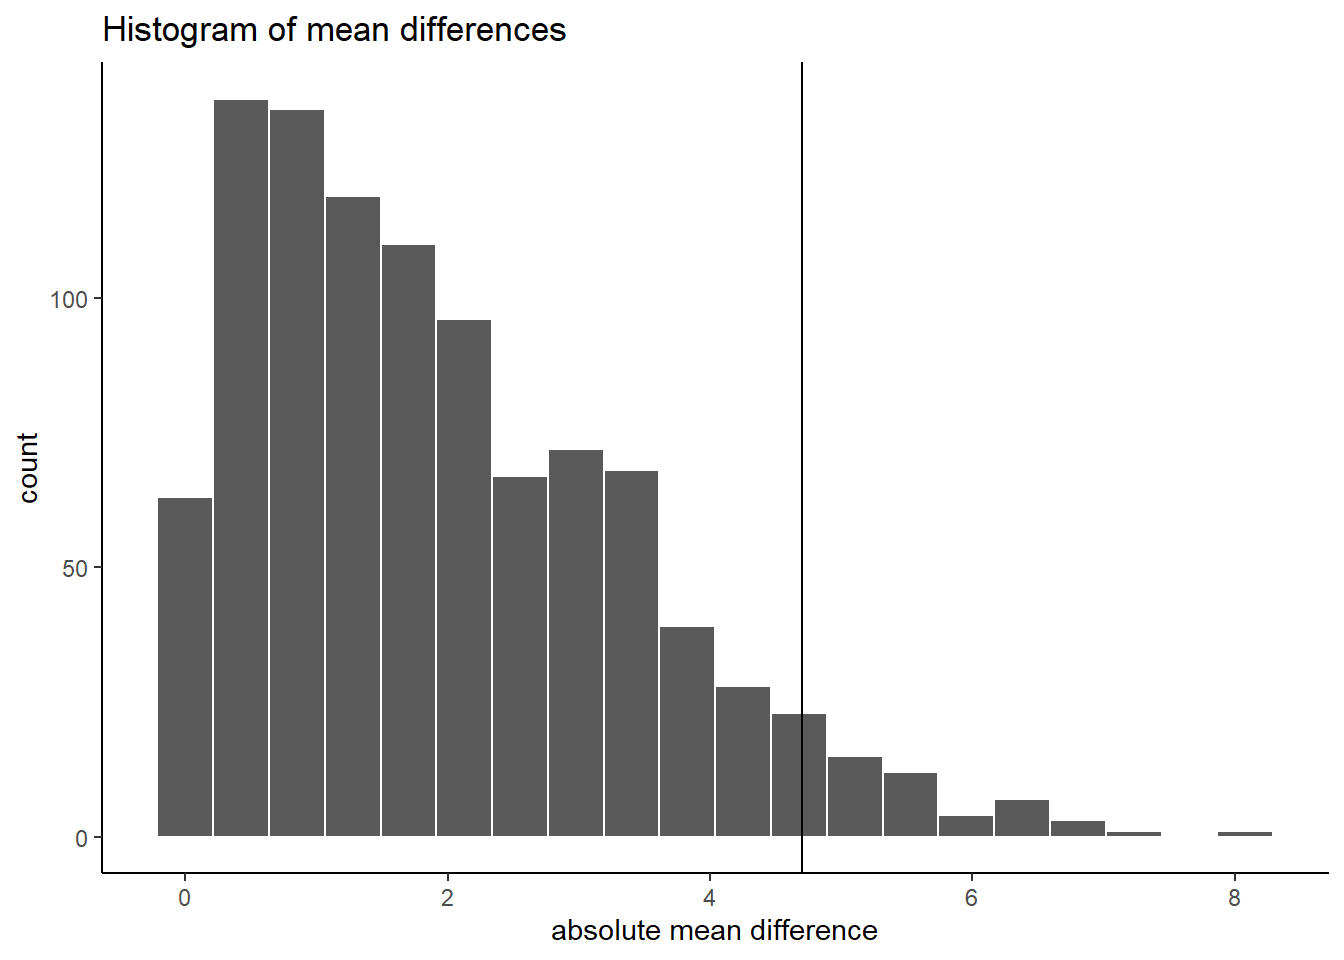 Histogram of mean differences
100
50
0
count
0 2 4 6 8
absolute mean difference